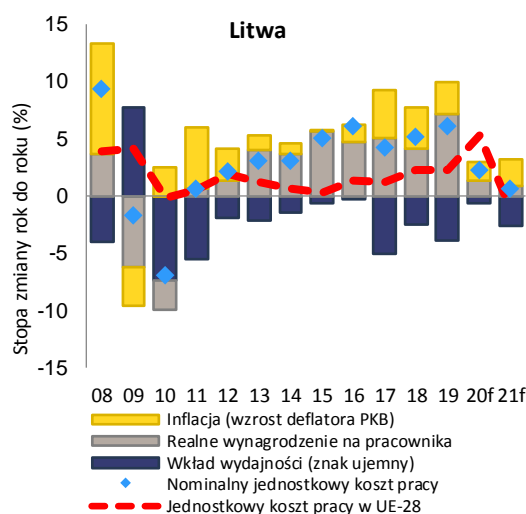 Litwa
Stopa zmiany rok do roku (%)
15
10
5
0
-5
-10
-15
08 09 10 11 12 13 14 15 16 17 18 19 20f 21f
Inflacja (wzrost deflatora PKB)
Realne wynagrodzenie na pracownika
Wkład wydajności (znak ujemny)
Nominalny jednostkowy koszt pracy
Jednostkowy koszt pracy w UE-28